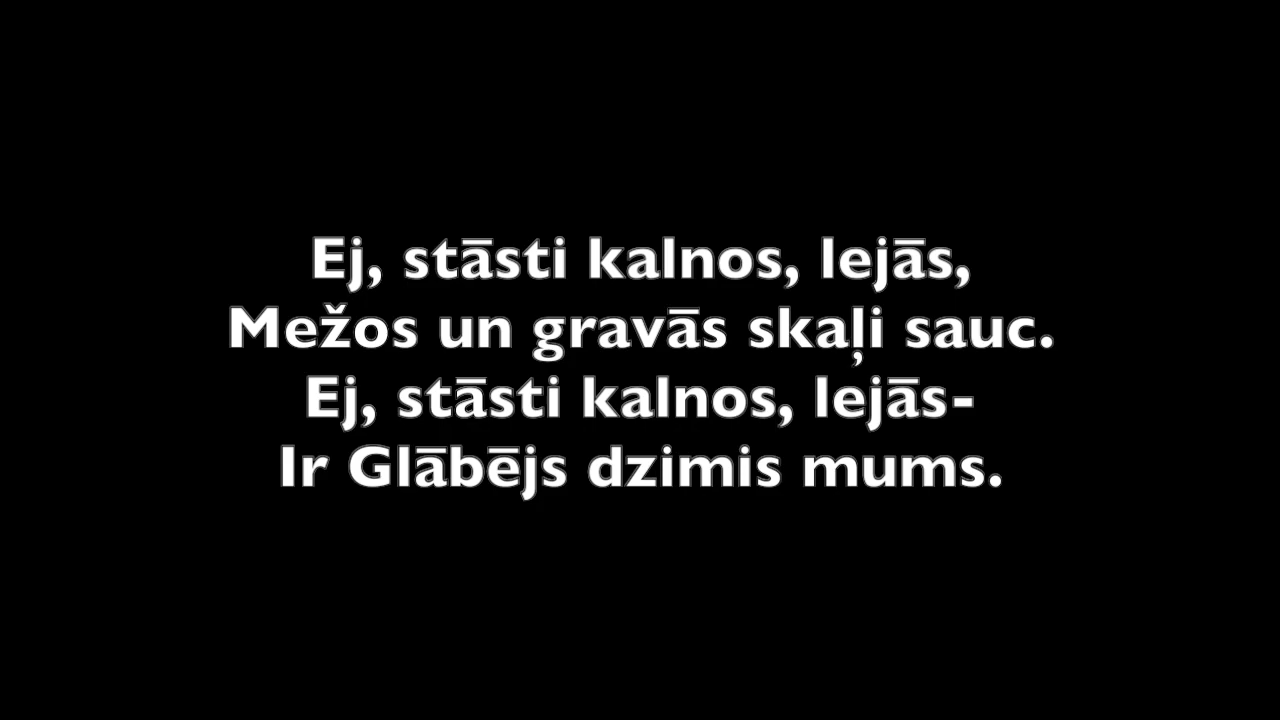 Ej, stāsti kalnos, lejās,
Mežos un gravās skaļi sauc.
Ej, stāsti kalnos, lejās-
Ir Glābējs dzimis mums.